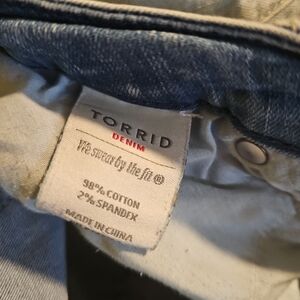 TORRID
DENIM
We swear by the fit ®
98% COTTON
2% SPANDEX
MADE IN CHINA